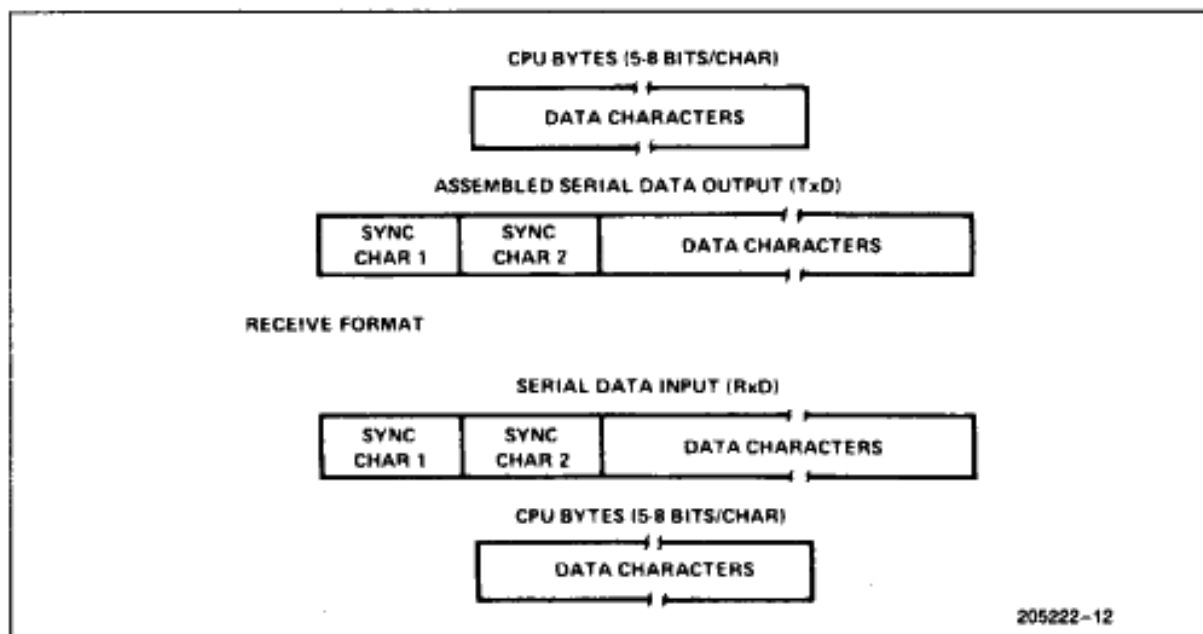 CPU BYTES (5-8 BITS/CHAR)
DATA CHARACTERS
ASSEMBLED SERIAL DATA OUTPUT (TxD)
SYNC CHAR 1
SYNC CHAR 2
DATA CHARACTERS
RECEIVE FORMAT
SERIAL DATA INPUT (RxD)
SYNC CHAR 1
SYNC CHAR 2
DATA CHARACTERS
CPU BYTES (5-8 BITS/CHAR)
DATA CHARACTERS
205222-12